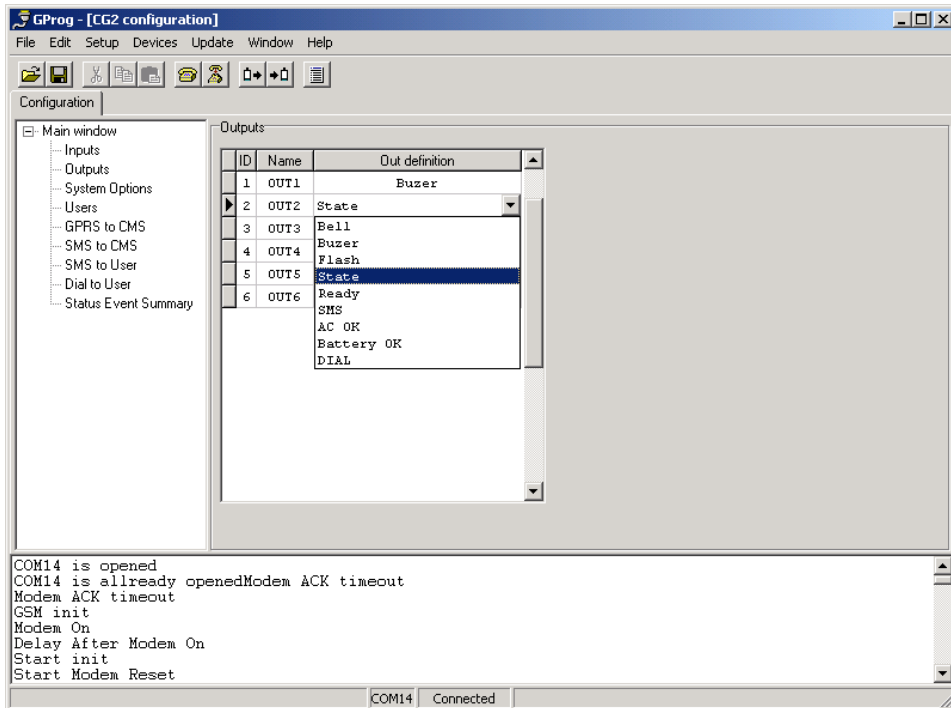 GProg - [CG2 configuration]
File Edit Setup Devices Update Window Help
Configuration
Main window
Inputs
Outputs
System Options
Users
GPRS to CMS
SMS to CMS
SMS to User
Dial to User
Status Event Summary
Outputs
ID Name Out definition
1 OUT1 Buzer
2 OUT2 State
3 OUT3
4 OUT4
5 OUT5
6 OUT6
Bell
Buzer
Flash
State
Ready
SMS
AC OK
Battery OK
DIAL
COM14 is opened
COM14 is allready openedModem ACK timeout
Modem ACK timeout
GSM init
Modem On
Delay After Modem On
Start init
Start Modem Reset
COM14 Connected